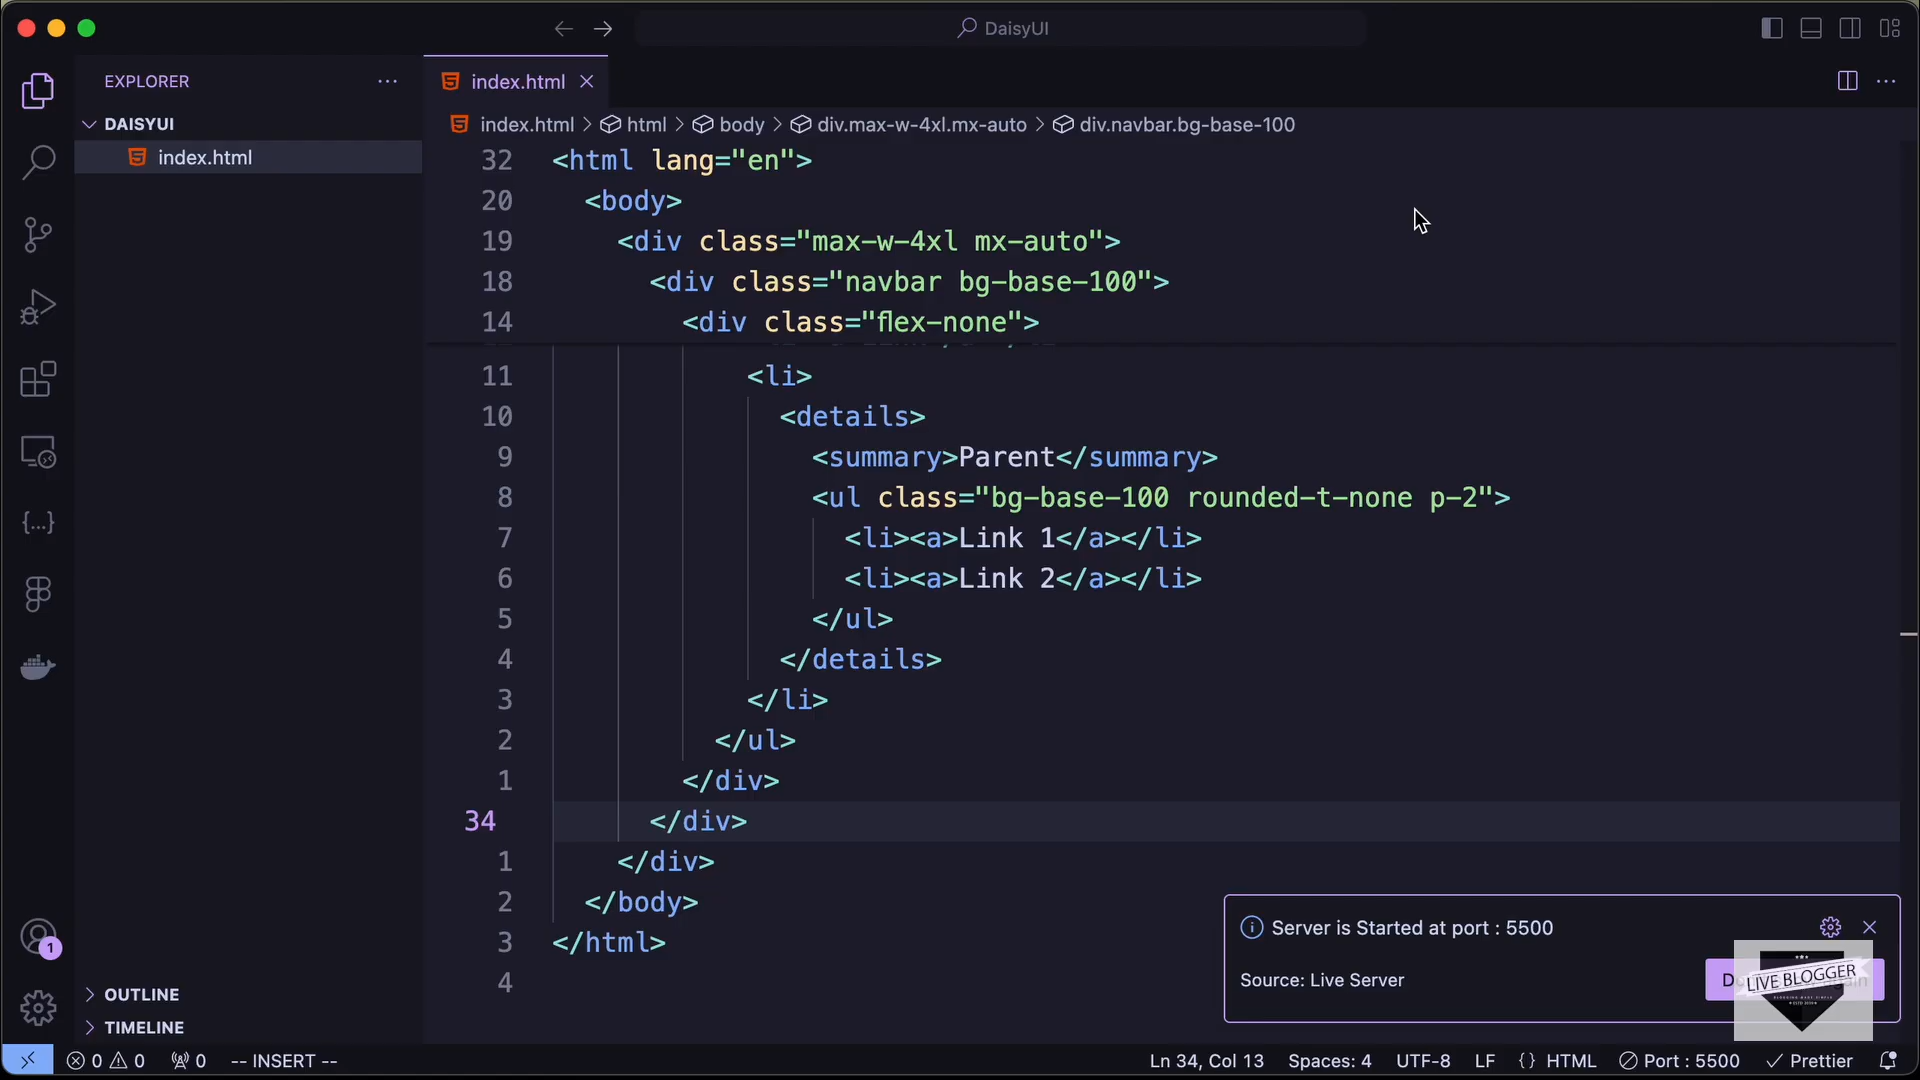 DaisyUI
EXPLORER
index.html
DAISYUI
index.html
index.html > html > body > div.max-w-4xl.mx-auto > div.navbar.bg-base-100
32 <html lang="en">
20 <body>
19 <div class="max-w-4xl mx-auto">
18 <div class="navbar bg-base-100">
14 <div class="flex-none">
11 <li>
10 <details>
9 <summary>Parent</summary>
8 <ul class="bg-base-100 rounded-t-none p-2">
7 <li><a>Link 1</a></li>
6 <li><a>Link 2</a></li>
5 </ul>
4 </details>
3 </li>
2 </ul>
1 </div>
34 </div>
1 </div>
2 </body>
3 </html>
4
Server is Started at port : 5500
Source: Live Server
LIVE BLOGGER
1
OUTLINE
TIMELINE
0 0 0 -- INSERT -- Ln 34, Col 13 Spaces: 4 UTF-8 LF {} HTML Port : 5500 Prettier